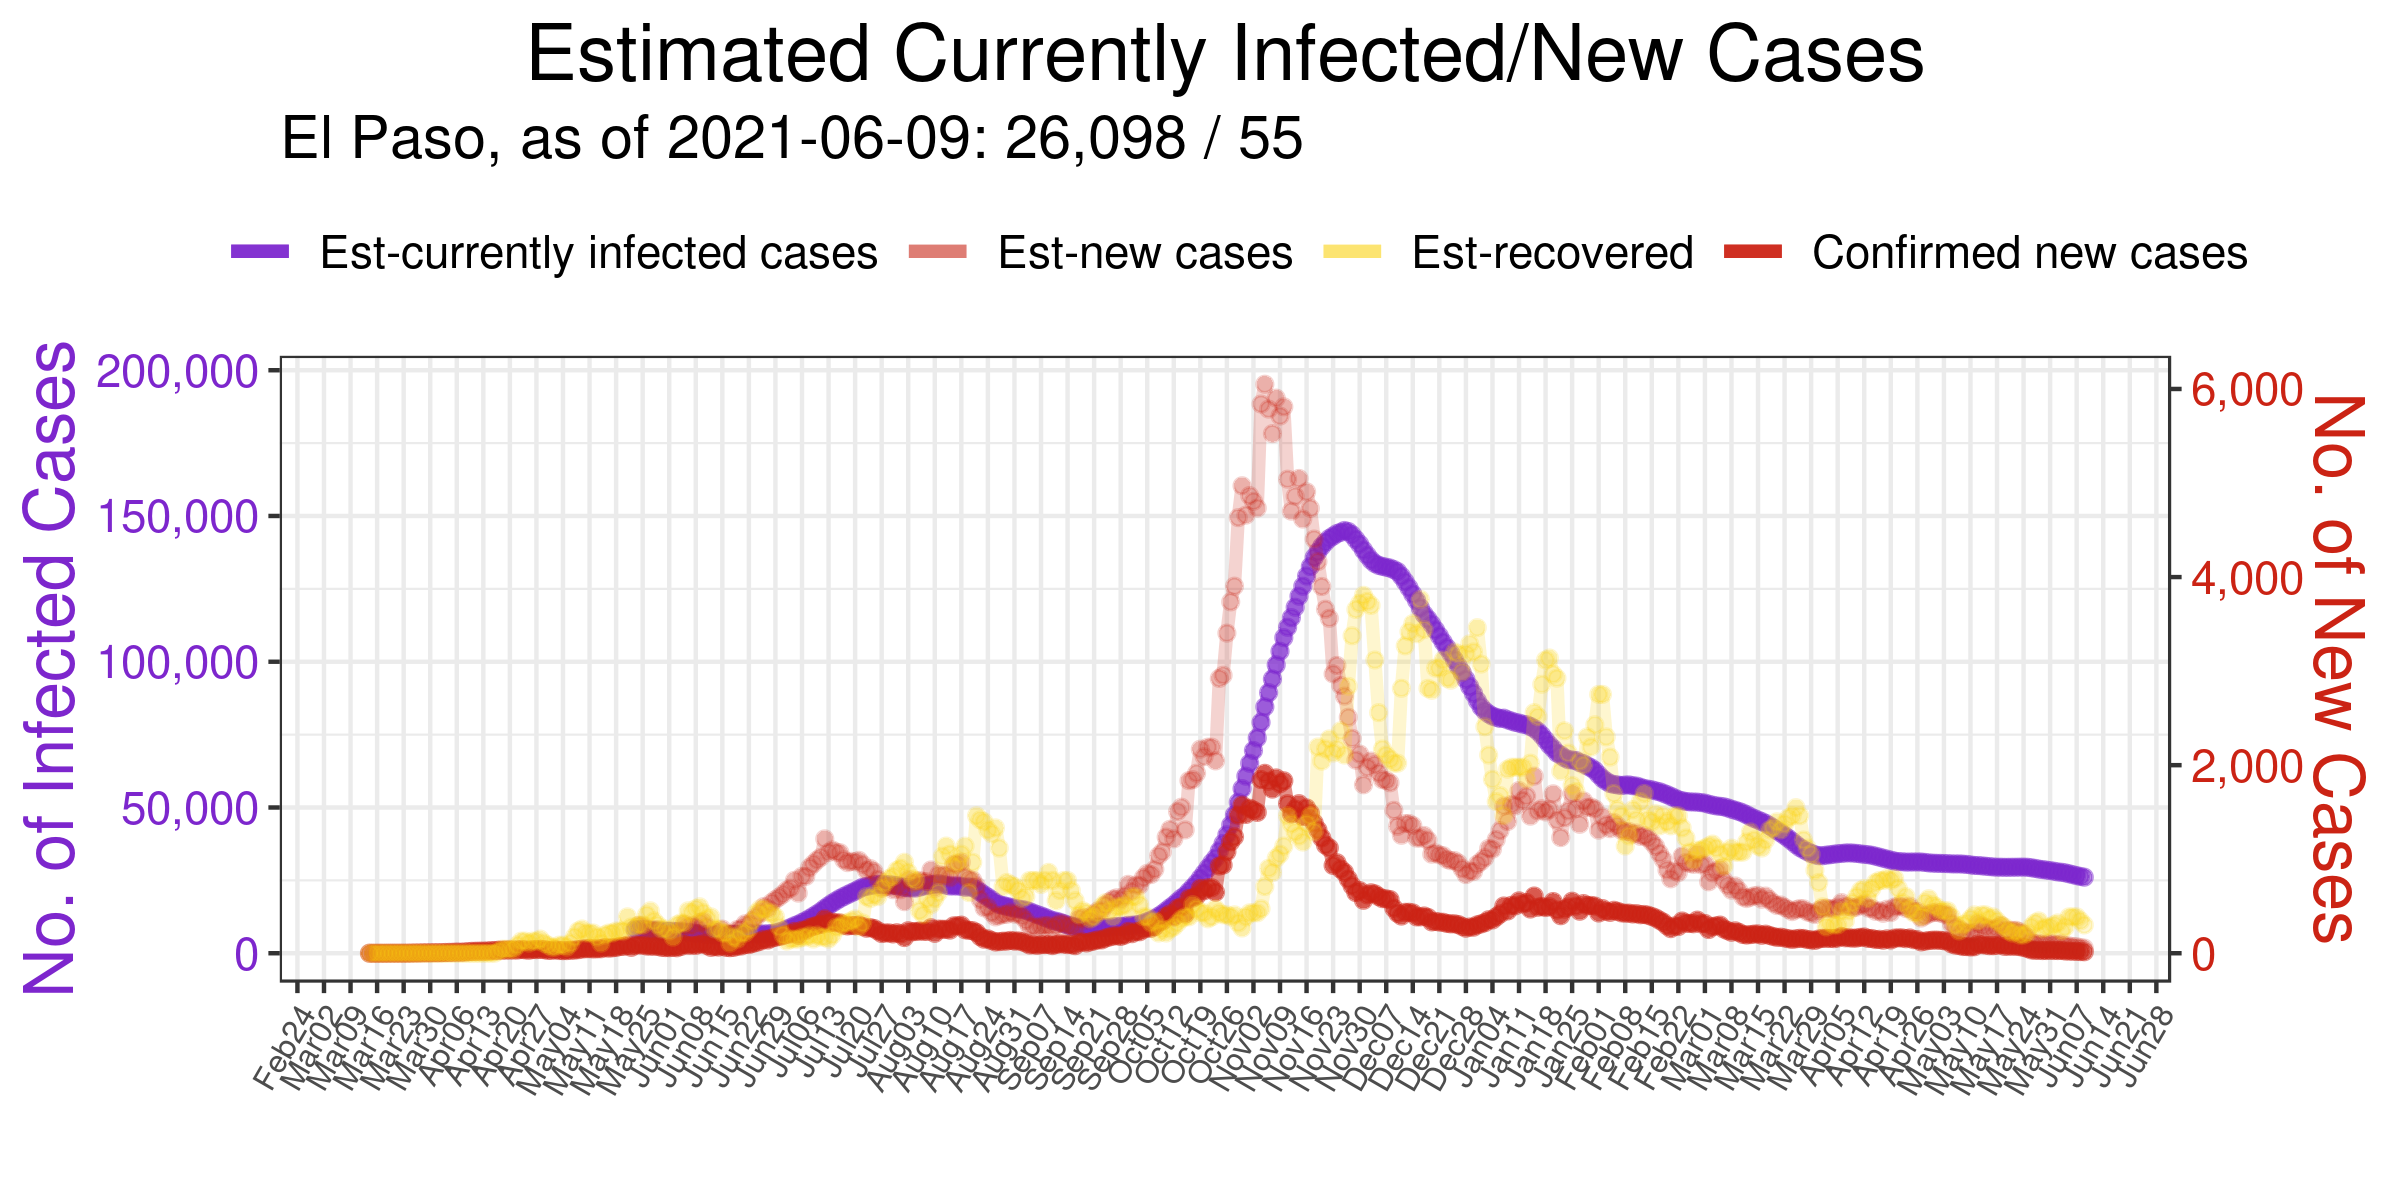 Estimated Currently Infected/New Cases
El Paso, as of 2021-06-09: 26,098 / 55
Est-currently infected cases Est-new cases Est-recovered Confirmed new cases
No. of Infected Cases
200,000
150,000
100,000
50,000
0
6,000
4,000
2,000
0
No. of New Cases
Feb24 Mar02 Mar09 Mar16 Mar23 Mar30 Apr06 Apr13 Apr20 Apr27 May04 May11 May18 May25 Jun01 Jun08 Jun15 Jun22 Jun29 Jul06 Jul13 Jul20 Jul27 Aug03 Aug10 Aug17 Aug24 Aug31 Sep07 Sep14 Sep21 Sep28 Oct05 Oct12 Oct19 Oct26 Nov02 Nov09 Nov16 Nov23 Nov30 Dec07 Dec14 Dec21 Dec28 Jan04 Jan11 Jan18 Jan25 Feb01 Feb08 Feb15 Feb22 Mar01 Mar08 Mar15 Mar22 Mar29 Apr05 Apr12 Apr19 Apr26 May03 May10 May17 May24 May31 Jun07 Jun14 Jun21 Jun28